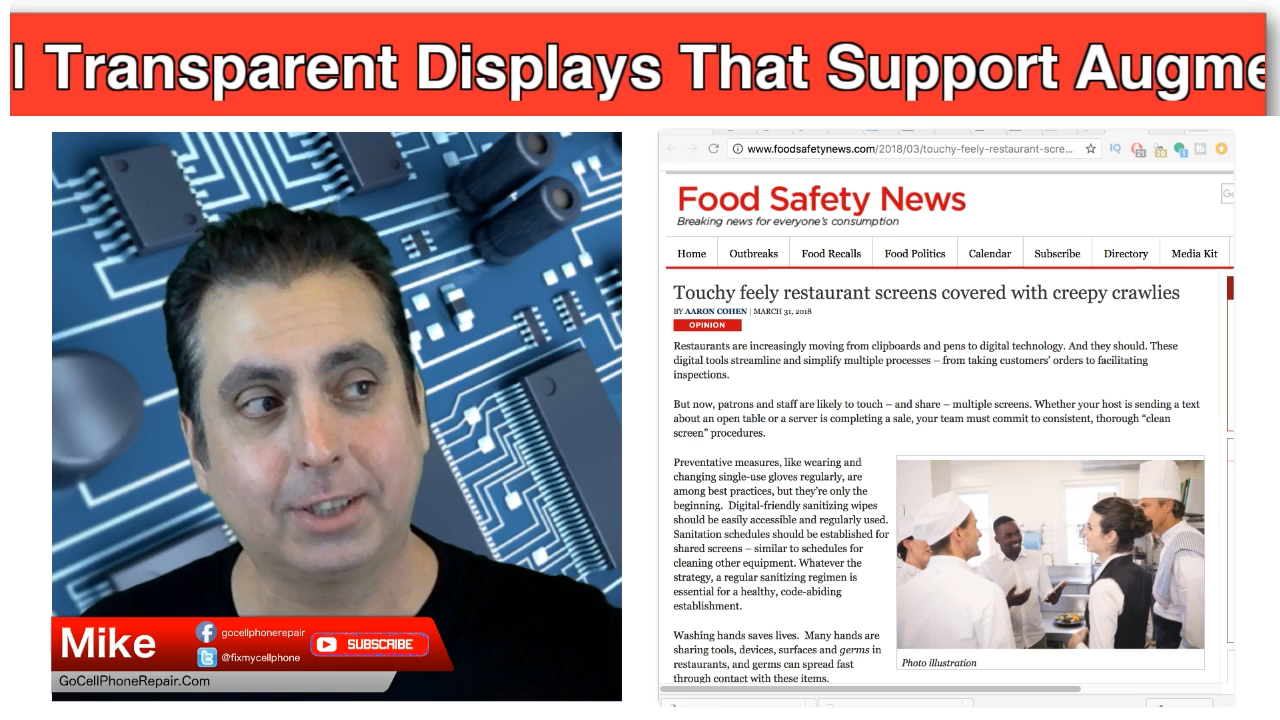 l Transparent Displays That Support Augme
www.foodsafetynews.com/2018/03/touchy-feely-restaurant-scre...
IQ
21
29
1
Food Safety News
Breaking news for everyone's consumption
Home Outbreaks Food Recalls Food Politics Calendar Subscribe Directory Media Kit
Touchy feely restaurant screens covered with creepy crawlies
BY AARON COHEN | MARCH 31, 2018
OPINION
Restaurants are increasingly moving from clipboards and pens to digital technology. And they should. These
digital tools streamline and simplify multiple processes – from taking customers' orders to facilitating
inspections.
But now, patrons and staff are likely to touch – and share – multiple screens. Whether your host is sending a text
about an open table or a server is completing a sale, your team must commit to consistent, thorough "clean
screen" procedures.
Preventative measures, like wearing and
changing single-use gloves regularly, are
among best practices, but they're only the
beginning. Digital-friendly sanitizing wipes
should be easily accessible and regularly used.
Sanitation schedules should be established for
shared screens – similar to schedules for
cleaning other equipment. Whatever the
strategy, a regular sanitizing regimen is
essential for a healthy, code-abiding
establishment.
Washing hands saves lives. Many hands are
sharing tools, devices, surfaces and germs in
restaurants, and germs can spread fast
through contact with these items.
Photo illustration
Mike
gocellphonerepair
@fixmycellphone
SUBSCRIBE
GoCellPhoneRepair.Com